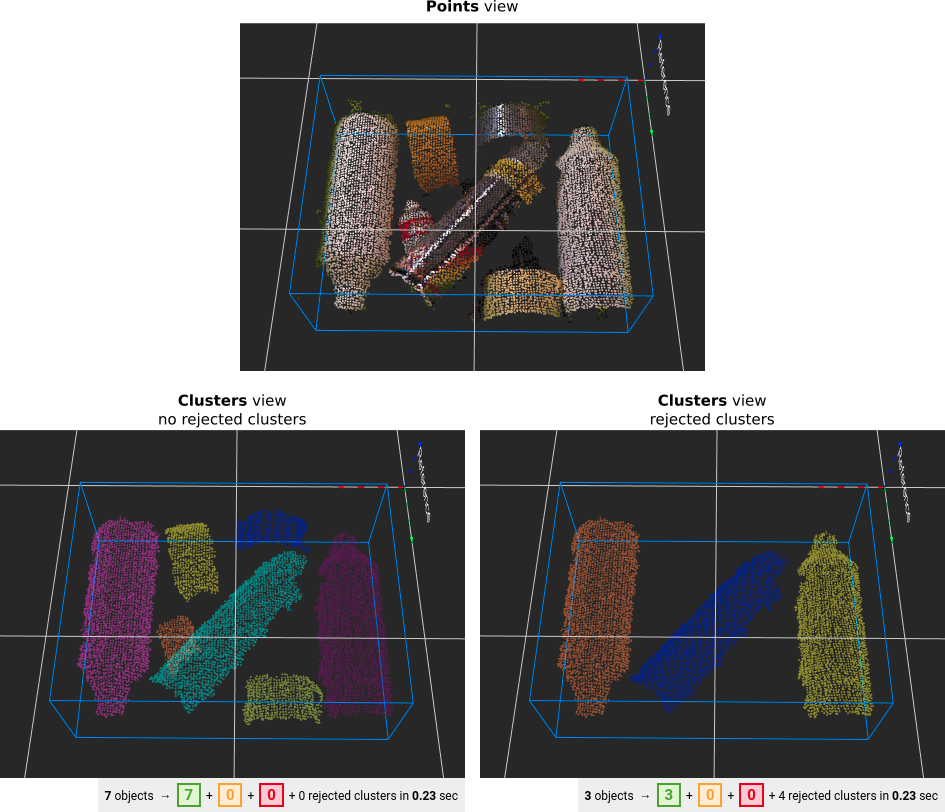 Points view
Clusters view
no rejected clusters
Clusters view
rejected clusters
7 objects → 7 + 0 + 0 + 0 rejected clusters in 0.23 sec
3 objects → 3 + 0 + 0 + 4 rejected clusters in 0.23 sec